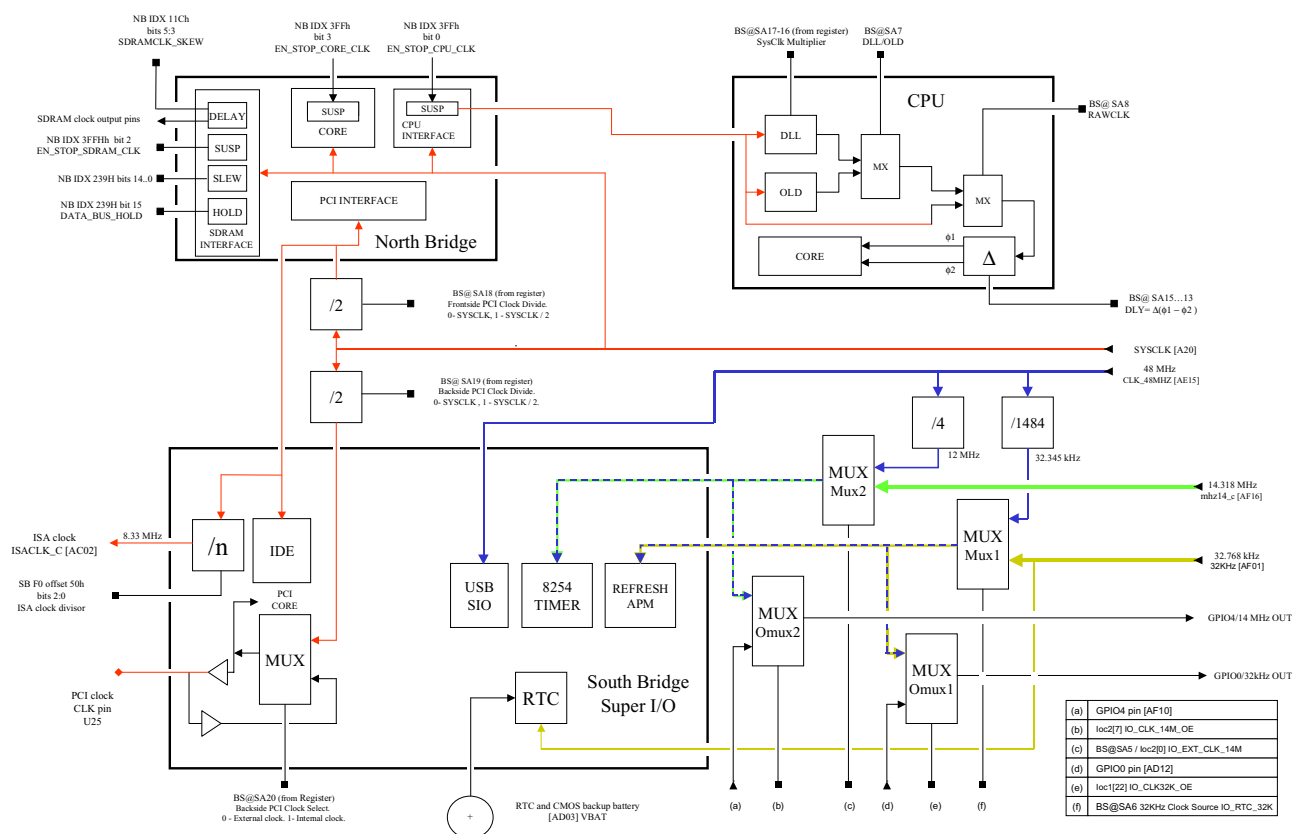 NB IDX 11Ch
bits 5:3
SDRAMCLK_SKEW
NB IDX 3FFh
bit 3
EN_STOP_CORE_CLK
NB IDX 3FFh
bit 0
EN_STOP_CPU_CLK
BS@SA17-16 (from register)
SysClk Multiplier
BS@SA7
DLL/OLD
SDRAM clock output pins
NB IDX 3FFHh bit 2
EN_STOP_SDRAM_CLK
NB IDX 239H bits 14..0
NB IDX 239H bit 15
DATA_BUS_HOLD
DELAY
SUSP
SLEW
HOLD
SDRAM
INTERFACE
SUSP
CORE
SUSP
CPU
INTERFACE
PCI INTERFACE
North Bridge
CPU
DLL
OLD
MX
MX
BS@ SA8
RAWCLK
CORE
ϕ1
ϕ2
Δ
BS@ SA15…13
DLY= Δ(ϕ1 − ϕ2 )
/2
BS@ SA18 (from register)
Frontside PCI Clock Divide.
0- SYSCLK, 1 - SYSCLK / 2
SYSCLK [A20]
/2
BS@ SA19 (from register)
Backside PCI Clock Divide.
0- SYSCLK , 1 - SYSCLK / 2.
48 MHz
CLK_48MHZ [AE15]
/4
/1484
12 MHz
32.345 kHz
MUX
Mux2
14.318 MHz
mhz14_c [AF16]
MUX
Mux1
32.768 kHz
32KHz [AF01]
ISA clock
ISACLK_C [AC02]
8.33 MHz
/n
IDE
SB F0 offset 50h
bits 2:0
ISA clock divisor
USB
SIO
8254
TIMER
REFRESH
APM
MUX
Omux2
GPIO4/14 MHz OUT
PCI
CORE
MUX
MUX
Omux1
GPIO0/32kHz OUT
PCI clock
CLK pin
U25
RTC
South Bridge
Super I/O
BS@SA20 (from Register)
Backside PCI Clock Select.
0 - External clock. 1- Internal clock.
+
RTC and CMOS backup battery
[AD03] VBAT
(a)
(b)
(c)
(d)
(e)
(f)
(a) GPIO4 pin [AF10]
(b) Ioc2[7] IO_CLK_14M_OE
(c) BS@SA5 / Ioc2[0] IO_EXT_CLK_14M
(d) GPIO0 pin [AD12]
(e) Ioc1[22] IO_CLK32K_OE
(f) BS@SA6 32KHz Clock Source IO_RTC_32K